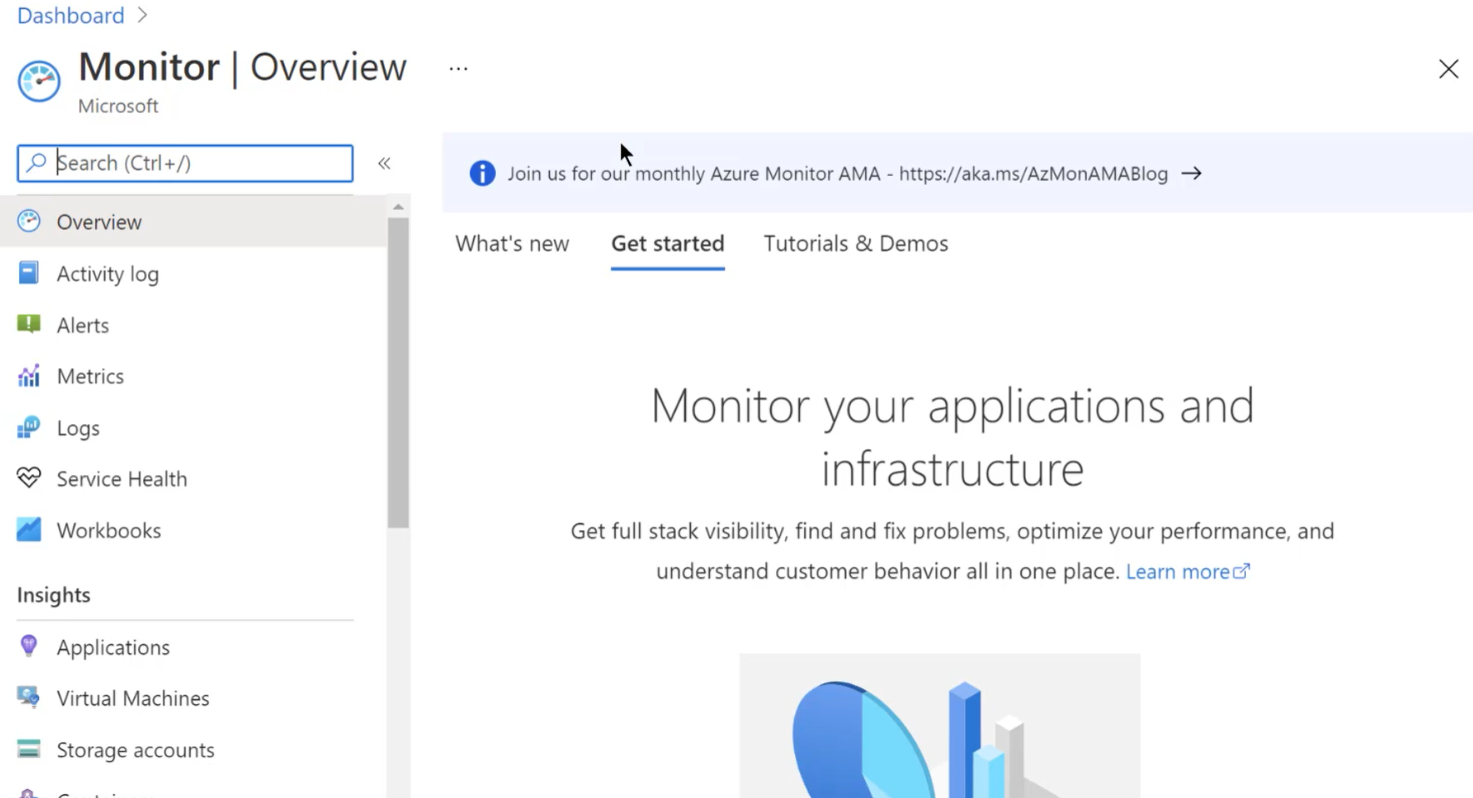 Dashboard
Monitor | Overview
...
Microsoft
Search (Ctrl+/)
Overview
Activity log
Alerts
Metrics
Logs
Service Health
Workbooks
Insights
Applications
Virtual Machines
Storage accounts
Join us for our monthly Azure Monitor AMA - https://aka.ms/AzMonAMABlog →
What's new Get started Tutorials & Demos
Monitor your applications and
infrastructure
Get full stack visibility, find and fix problems, optimize your performance, and
understand customer behavior all in one place. Learn more